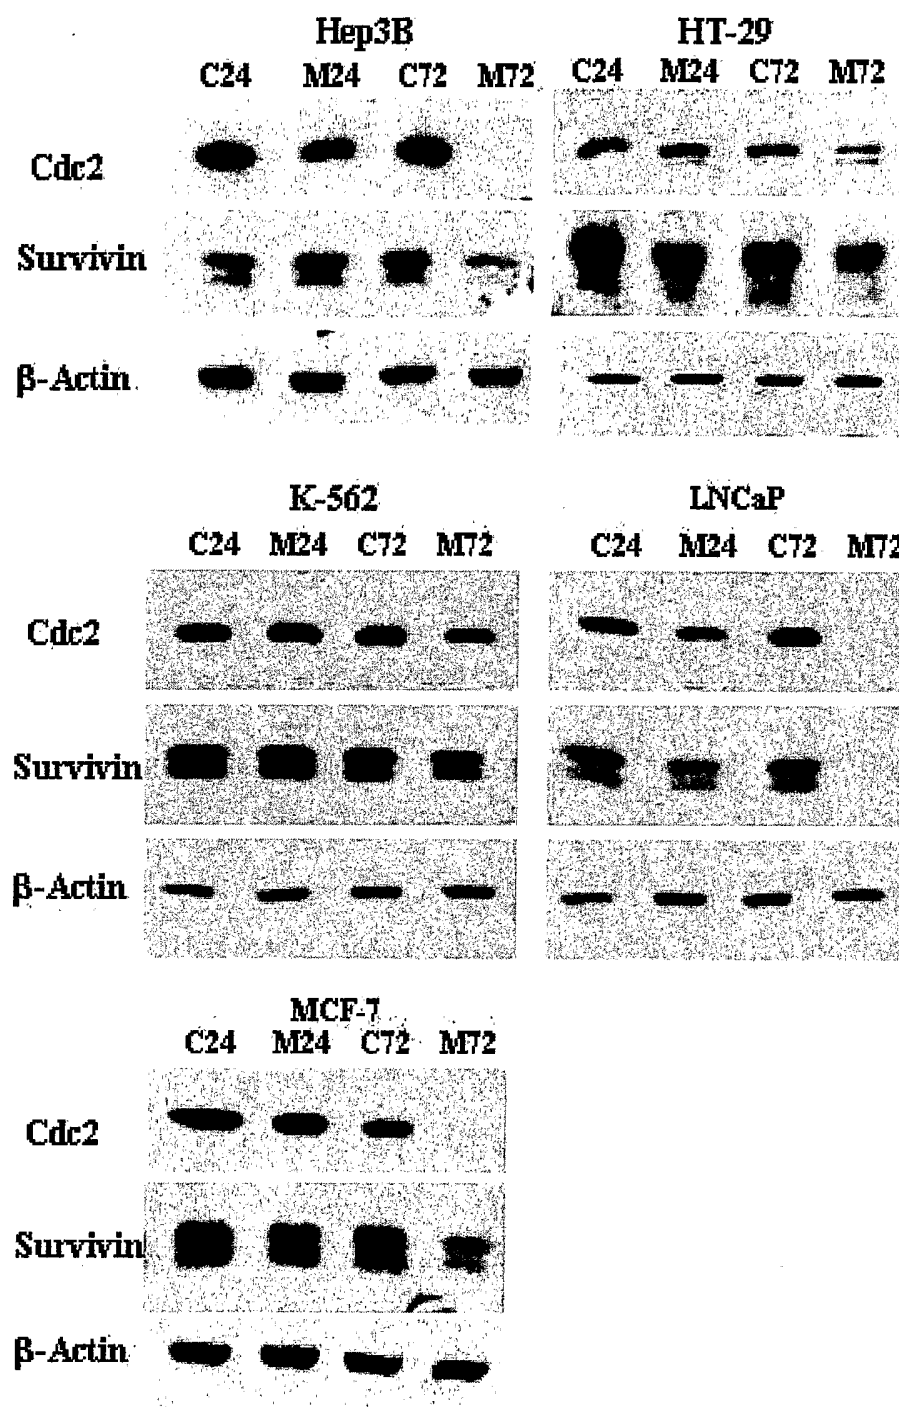 Hep3B HT-29
C24 M24 C72 M72 C24 M24 C72 M72
Cdc2
Survivin
β-Actin
K-562 LNCaP
C24 M24 C72 M72 C24 M24 C72 M72
Cdc2
Survivin
β-Actin
MCF-7
C24 M24 C72 M72
Cdc2
Survivin
β-Actin